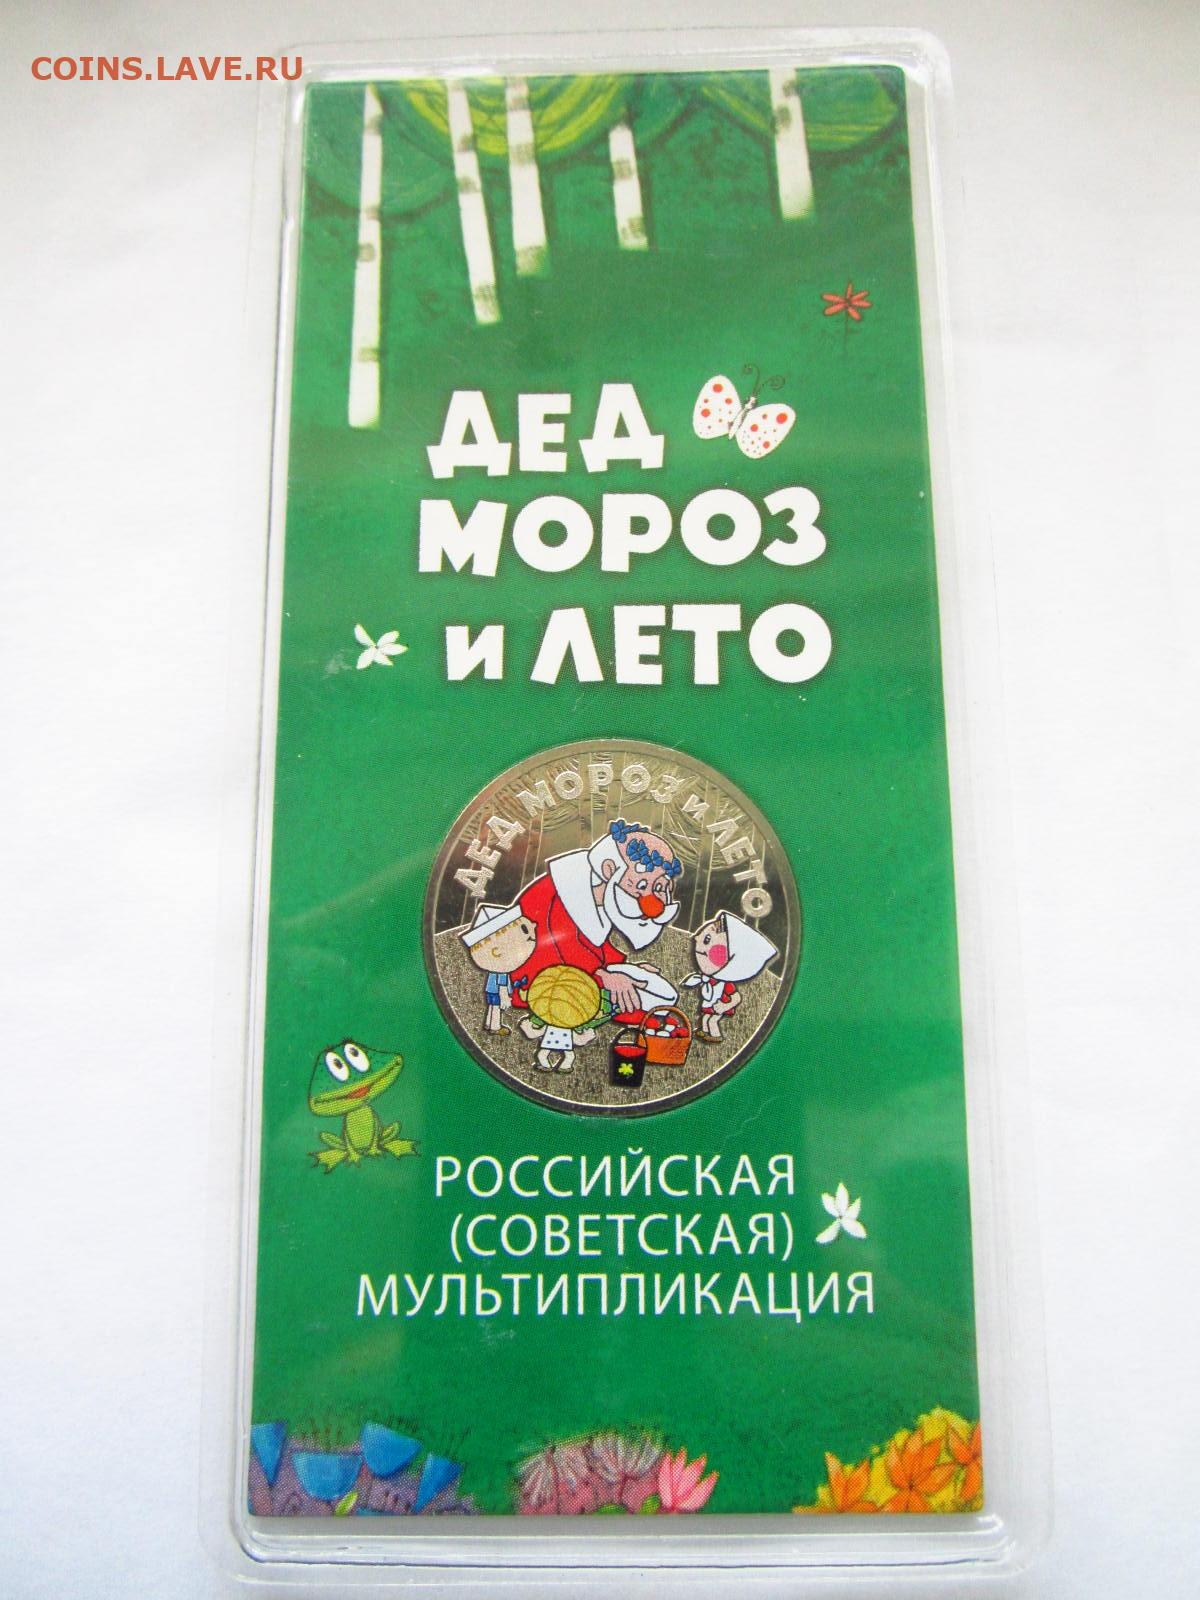 COINS.LAVE.RU
ДЕД
МОРОЗ
И ЛЕТО
ДЕД МОРОЗ И ЛЕТО
РОССИЙСКАЯ
(СОВЕТСКАЯ)
МУЛЬТИПЛИКАЦИЯ